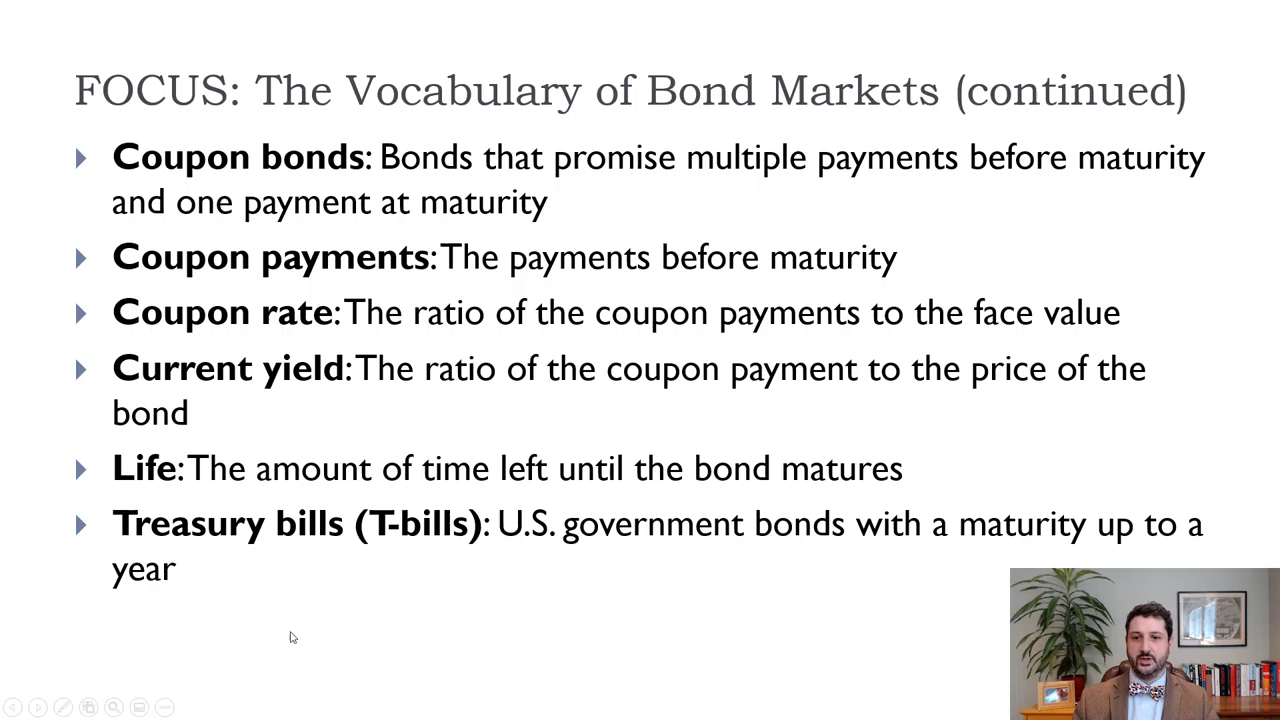 FOCUS: The Vocabulary of Bond Markets (continued)
Coupon bonds: Bonds that promise multiple payments before maturity
and one payment at maturity
Coupon payments: The payments before maturity
Coupon rate: The ratio of the coupon payments to the face value
Current yield: The ratio of the coupon payment to the price of the
bond
Life: The amount of time left until the bond matures
Treasury bills (T-bills): U.S. government bonds with a maturity up to a
year